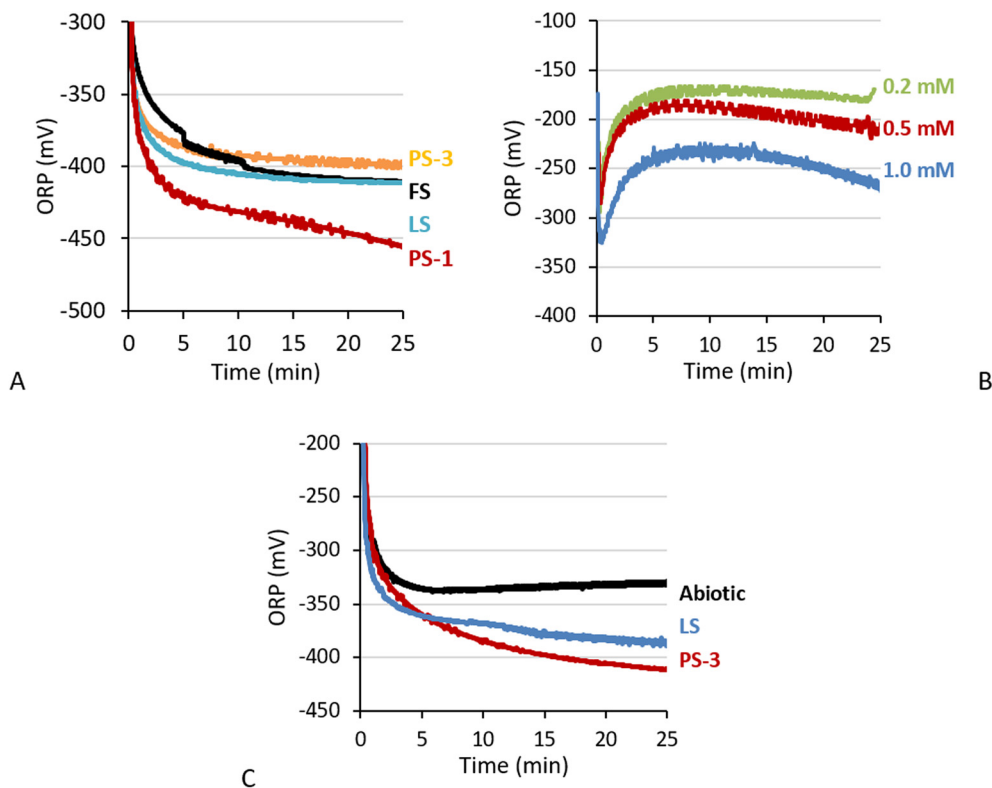 -300
-350
-400
-450
-500
ORP (mV)
0 5 10 15 20 25
Time (min)
PS-3
FS
LS
PS-1
A
-100
-150
-200
-250
-300
-350
-400
ORP (mV)
0 5 10 15 20 25
Time (min)
0.2 mM
0.5 mM
1.0 mM
B
-200
-250
-300
-350
-400
-450
ORP (mV)
0 5 10 15 20 25
Time (min)
Abiotic
LS
PS-3
C